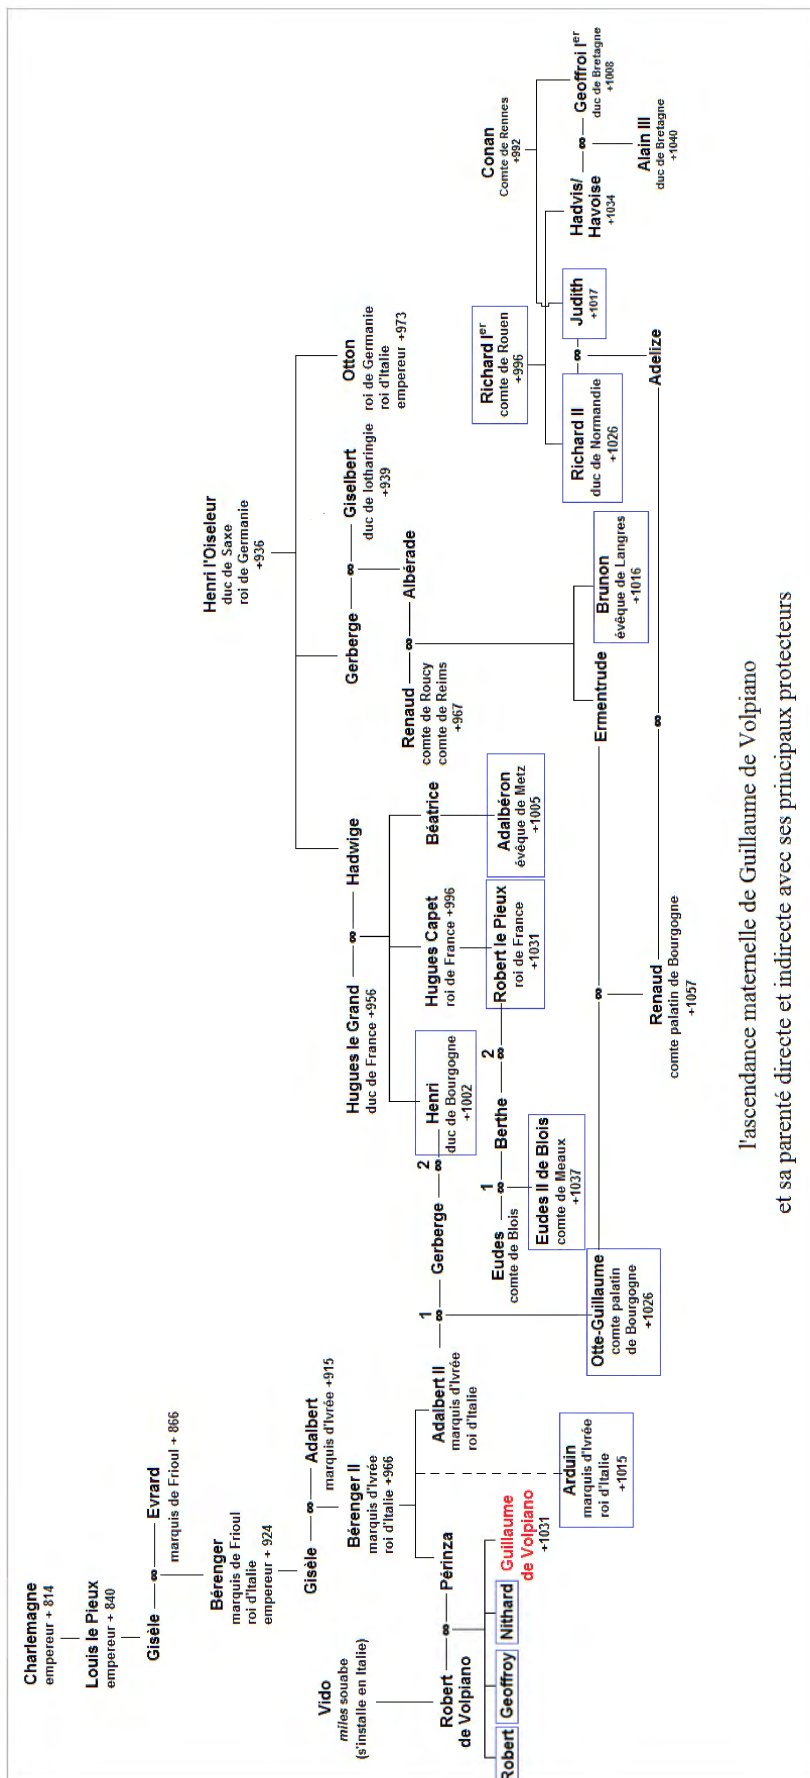 Charlemagne
empereur + 814
Louis le Pieux
empereur + 840
Gisèle
∞
Evrard
marquis de Frioul + 866
Bérenger
marquis de Frioul
roi d'Italie
empereur + 924
Gisèle
∞
Adalbert
marquis d'Ivrée +915
Bérenger II
marquis d'Ivrée
roi d'Italie +966
Vido
miles souabe
(s'installe en Italie)
Robert
de Volpiano
∞
Périnza
Adalbert II
marquis d'Ivrée
roi d'Italie
1
∞
Gerberge
2
∞
Henri
duc de Bourgogne
+1002
Robert
Geoffroy
Nithard
Guillaume
de Volpiano
+1031
Arduin
marquis d'Ivrée
roi d'Italie
+1015
Otte-Guillaume
comte palatin
de Bourgogne
+1026
Henri l'Oiseleur
duc de Saxe
roi de Germanie
+936
Hugues le Grand
duc de France +956
∞
Hadwige
Gerberge
∞
Giselbert
duc de lotharingie
+939
Otton
roi de Germanie
roi d'Italie
empereur +973
Hugues Capet
roi de France +996
Béatrice
Renaud
comte de Roucy
comte de Reims
+967
∞
Albérade
Eudes
comte de Blois
1
∞
Berthe
2
∞
Robert le Pieux
roi de France
+1031
Adalbéron
évêque de Metz
+1005
Eudes II de Blois
comte de Meaux
+1037
∞
Ermentrude
Brunon
évêque de Langres
+1016
Renaud
comte palatin de Bourgogne
+1057
∞
Adelize
Richard Ier
comte de Rouen
+996
Conan
Comte de Rennes
+992
Richard II
duc de Normandie
+1026
∞
Judith
+1017
Hadvis/
Havoise
+1034
∞
Geoffroi Ier
duc de Bretagne
+1008
Alain III
duc de Bretagne
+1040
l'ascendance maternelle de Guillaume de Volpiano
et sa parenté directe et indirecte avec ses principaux protecteurs